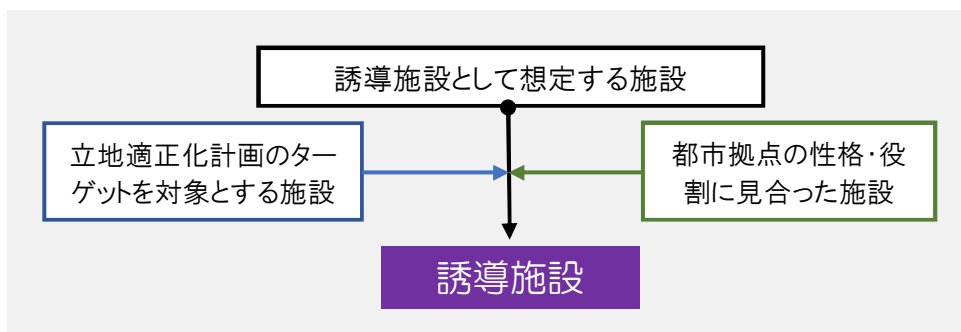 誘導施設として想定する施設
立地適正化計画のター
ゲットを対象とする施設
都市拠点の性格・役
割に見合った施設
誘導施設